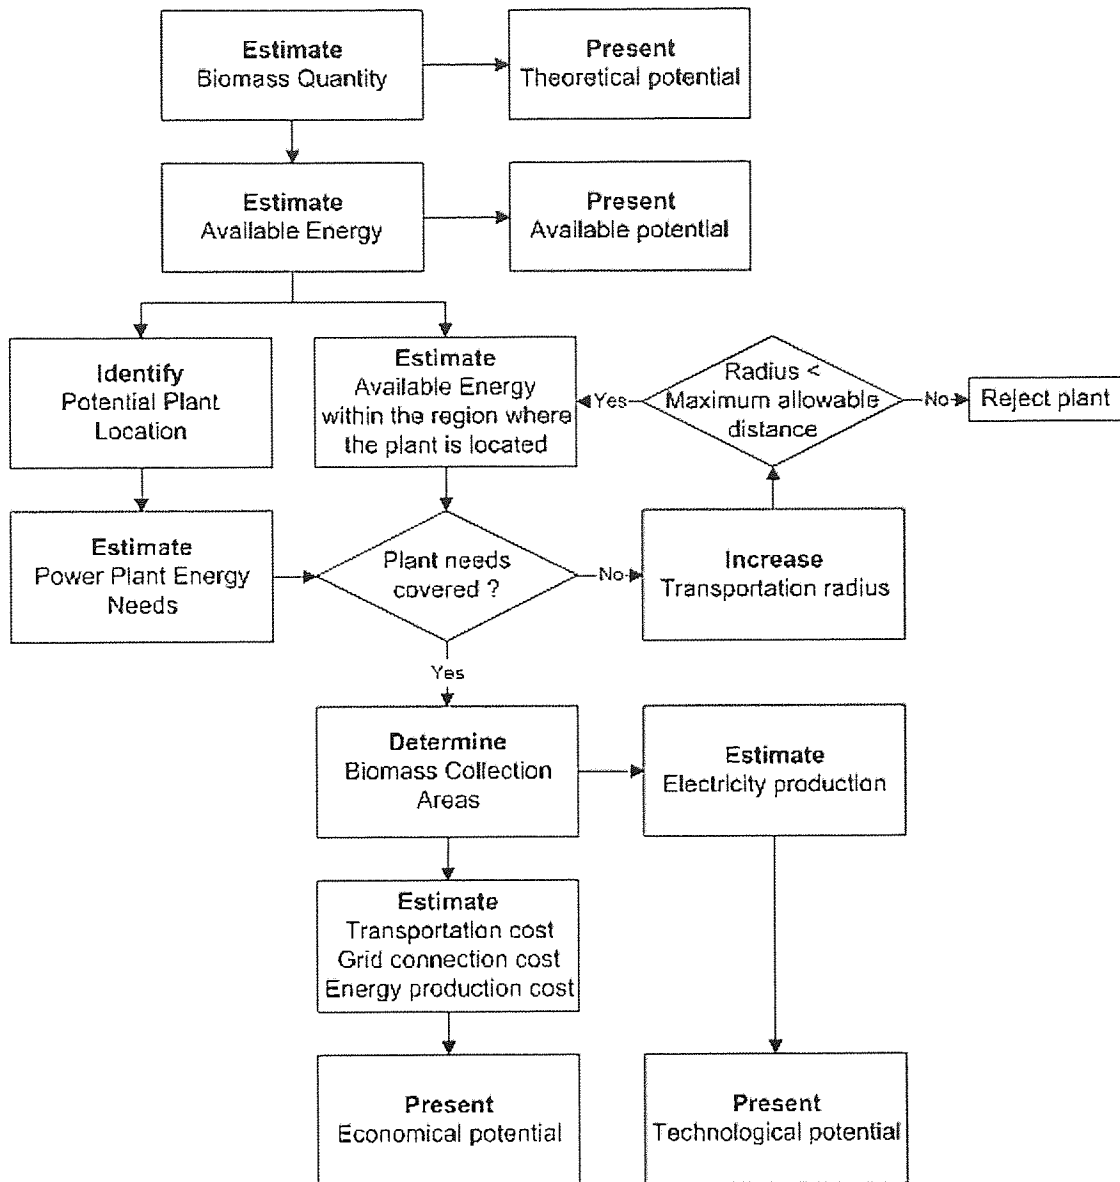 Estimate
Biomass Quantity
Present
Theoretical potential
Estimate
Available Energy
Present
Available potential
Identify
Potential Plant
Location
Estimate
Available Energy
within the region where
the plant is located
Yes
Radius <
Maximum allowable
distance
No
Reject plant
Estimate
Power Plant Energy
Needs
Plant needs
covered ?
No
Increase
Transportation radius
Yes
Determine
Biomass Collection
Areas
Estimate
Electricity production
Estimate
Transportation cost
Grid connection cost
Energy production cost
Present
Economical potential
Present
Technological potential